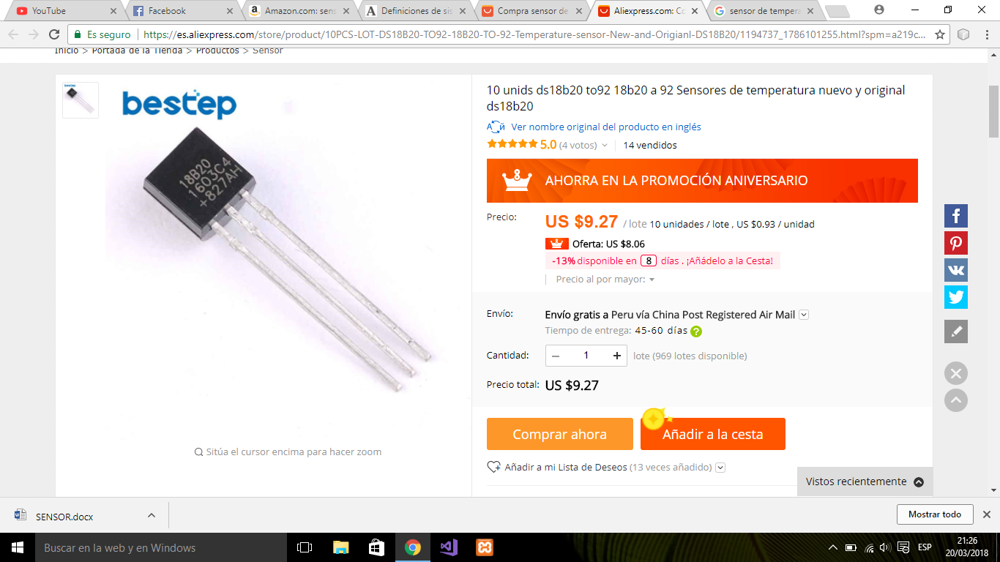 YouTube
Facebook
Amazon.com: sens
Definiciones de sis
Compra sensor de
Aliexpress.com: Co
sensor de tempera
Es seguro
https://es.aliexpress.com/store/product/10PCS-LOT-DS18B20-TO92-18B20-TO-92-Temperature-sensor-New-and-Origianl-DS18B20/1194737_1786101255.html?spm=a219c...
Inicio > Portada de la Tienda > Productos > Sensor
bestep
bestep
18B20
1603C4
+827AH
Sitúa el cursor encima para hacer zoom
10 unids ds18b20 to92 18b20 a 92 Sensores de temperatura nuevo y original
ds18b20
Ver nombre original del producto en inglés
5.0 (4 votos) 14 vendidos
8 AHORRA EN LA PROMOCIÓN ANIVERSARIO
Precio: US $9.27 / lote 10 unidades / lote , US $0.93 / unidad
Oferta: US $8.06
-13% disponible en 8 días . ¡Añádelo a la Cesta!
Precio al por mayor:
Envío: Envío gratis a Peru vía China Post Registered Air Mail
Tiempo de entrega: 45-60 días ?
Cantidad: − 1 + lote (969 lotes disponible)
Precio total: US $9.27
Comprar ahora Añadir a la cesta
Añadir a mi Lista de Deseos (13 veces añadido)
Vistos recientemente
SENSOR.docx
Mostrar todo
Buscar en la web y en Windows
ESP
21:26
20/03/2018